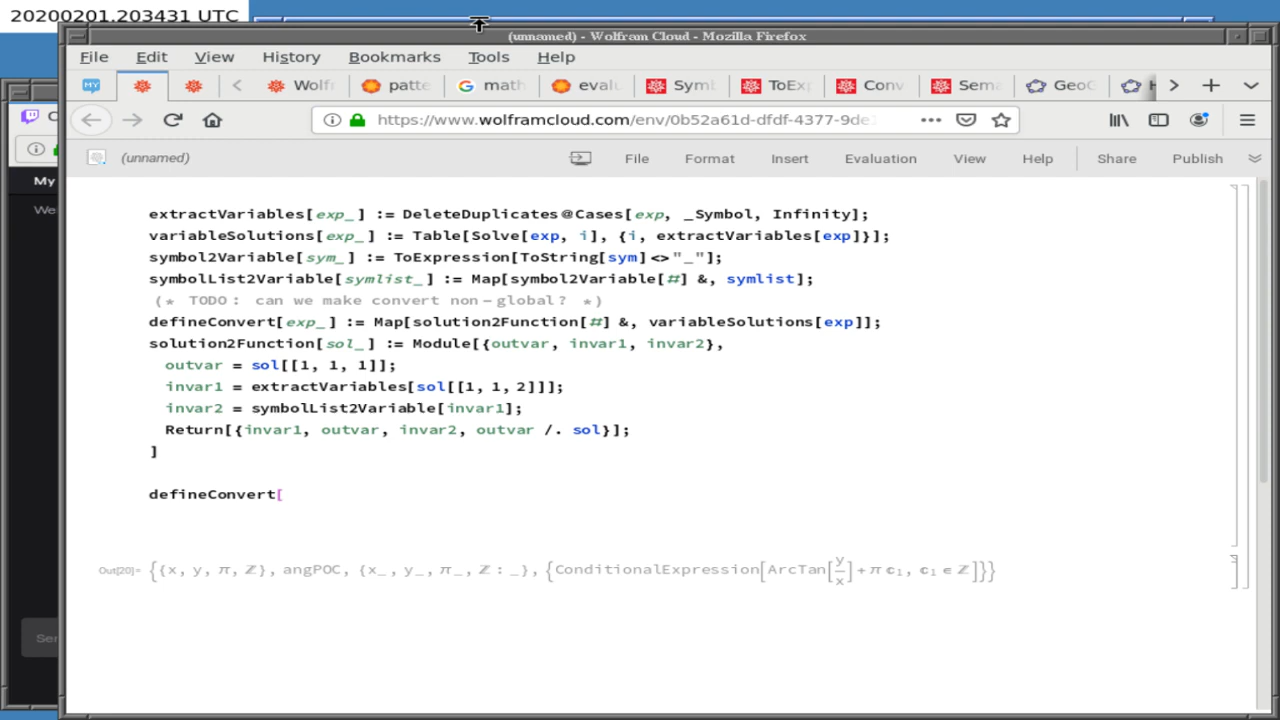 20200201.203431 UTC
(unnamed) - Wolfram Cloud - Mozilla Firefox
File Edit View History Bookmarks Tools Help
MY Wolfr patte math evalu Symb ToExp Conv Sema GeoG
https://www.wolframcloud.com/env/0b52a61d-dfdf-4377-9de
(unnamed) File Format Insert Evaluation View Help Share Publish
My
extractVariables[exp_] := DeleteDuplicates@Cases[exp, _Symbol, Infinity];
variableSolutions[exp_] := Table[Solve[exp, i], {i, extractVariables[exp]}];
symbol2Variable[sym_] := ToExpression[ToString[sym]<>"_"];
symbolList2Variable[symlist_] := Map[symbol2Variable[#] &, symlist];
(* TODO: can we make convert non-global? *)
defineConvert[exp_] := Map[solution2Function[#] &, variableSolutions[exp]];
solution2Function[sol_] := Module[{outvar, invar1, invar2},
outvar = sol[[1, 1, 1]];
invar1 = extractVariables[sol[[1, 1, 2]]];
invar2 = symbolList2Variable[invar1];
Return[{invar1, outvar, invar2, outvar /. sol}];
]
defineConvert[
Out[20]= {{x, y, π, ℤ}, angPOC, {x_, y_, π_, ℤ:_}, {ConditionalExpression[ArcTan[y/x]+π c₁, c₁ ∈ ℤ]}}